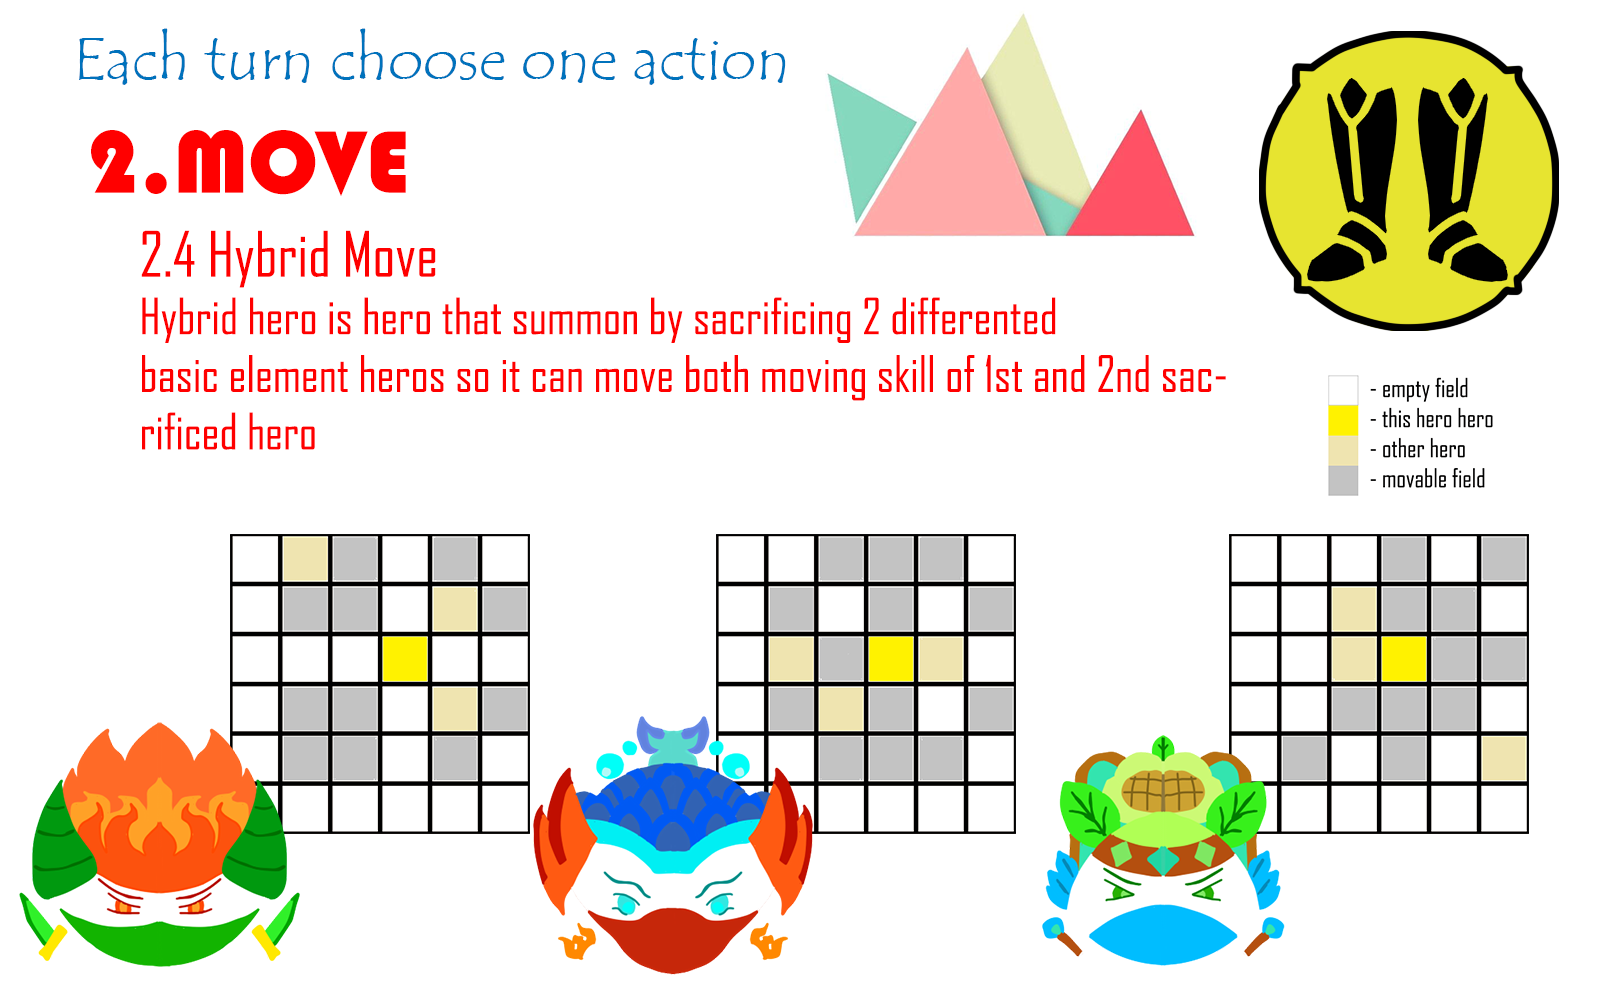 Each turn choose one action
2.MOVE
2.4 Hybrid Move
Hybrid hero is hero that summon by sacrificing 2 differented
basic element heros so it can move both moving skill of 1st and 2nd sac-
rificed hero
- empty field
- this hero hero
- other hero
- movable field